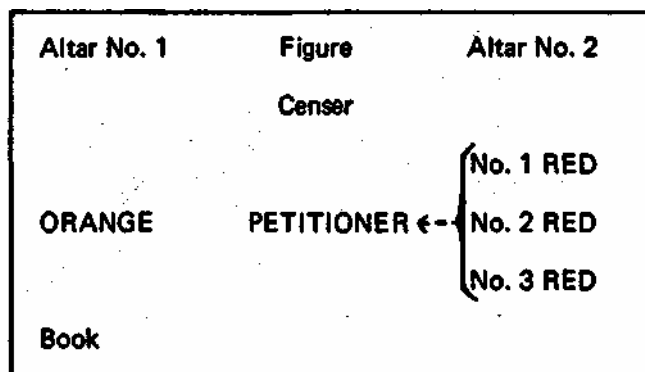 Altar No. 1 Figure Altar No. 2
Censer
No. 1 RED
ORANGE PETITIONER No. 2 RED
No. 3 RED
Book